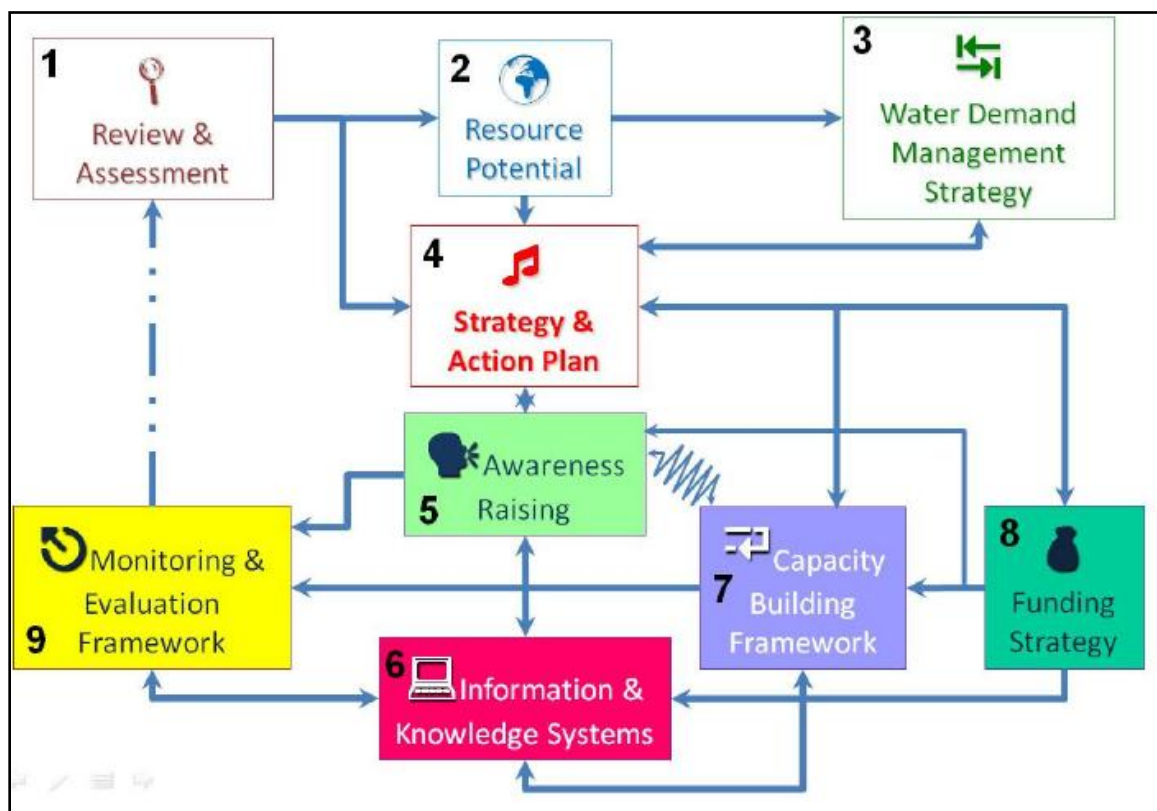 1
Review &
Assessment
2
Resource
Potential
3
Water Demand
Management
Strategy
4
Strategy &
Action Plan
Awareness
5 Raising
Monitoring &
Evaluation
9 Framework
6 Information &
Knowledge Systems
Capacity
7 Building
Framework
8
Funding
Strategy